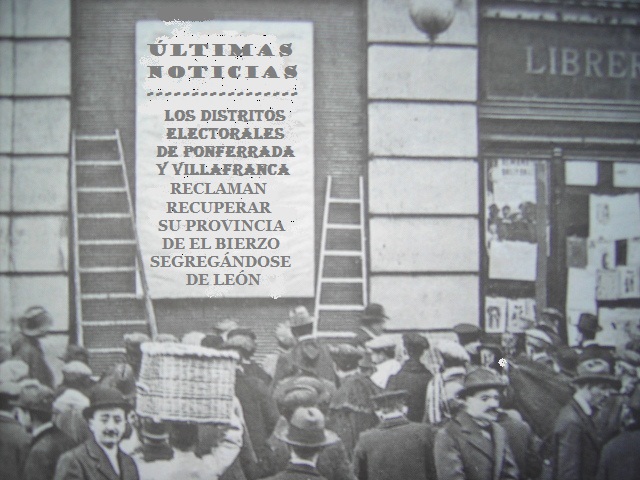 ÚLTIMAS
NOTICIAS
LOS DISTRITOS
ELECTORALES
DE PONFERRADA
Y VILLAFRANCA
RECLAMAN
RECUPERAR
SU PROVINCIA
DE EL BIERZO
SEGREGÁNDOSE
DE LEÓN
LIBRER